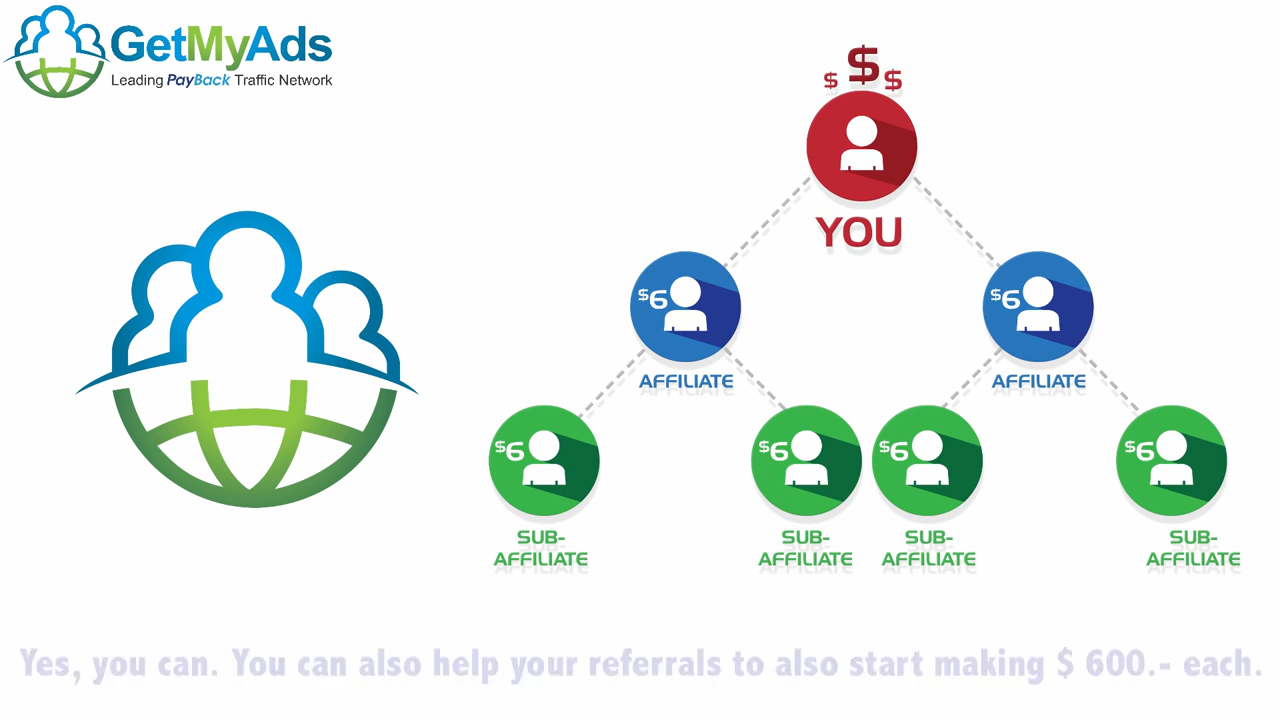 GetMyAds
Leading PayBack Traffic Network
$ $ $
YOU
$6
$6
AFFILIATE
AFFILIATE
$6
$6
$6
$6
SUB-
AFFILIATE
SUB-
AFFILIATE
SUB-
AFFILIATE
SUB-
AFFILIATE
Yes, you can. You can also help your referrals to also start making $ 600.- each.